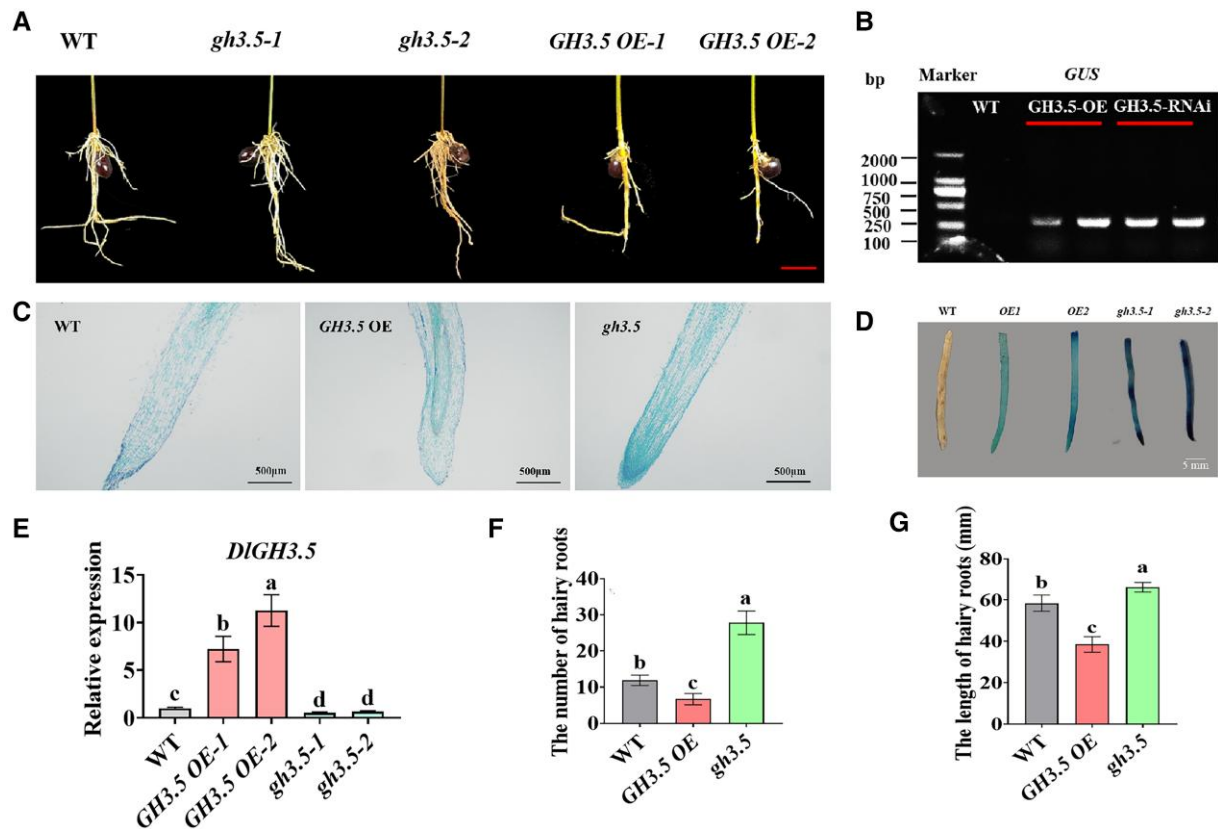 A
WT gh3.5-1 gh3.5-2 GH3.5 OE-1 GH3.5 OE-2
B
bp Marker GUS
WT GH3.5-OE GH3.5-RNAi
2000
1000
750
500
250
100
C
WT
500μm
GH3.5 OE
500μm
gh3.5
500μm
D
WT OE1 OE2 gh3.5-1 gh3.5-2
5 mm
E
DlGH3.5
Relative expression
15
10
5
0
c b a d d
WT GH3.5 OE-1 GH3.5 OE-2 gh3.5-1 gh3.5-2
F
The number of hairy roots
40
30
20
10
0
b c a
WT GH3.5 OE gh3.5
G
The length of hairy roots (mm)
80
60
40
20
0
b c a
WT GH3.5 OE gh3.5